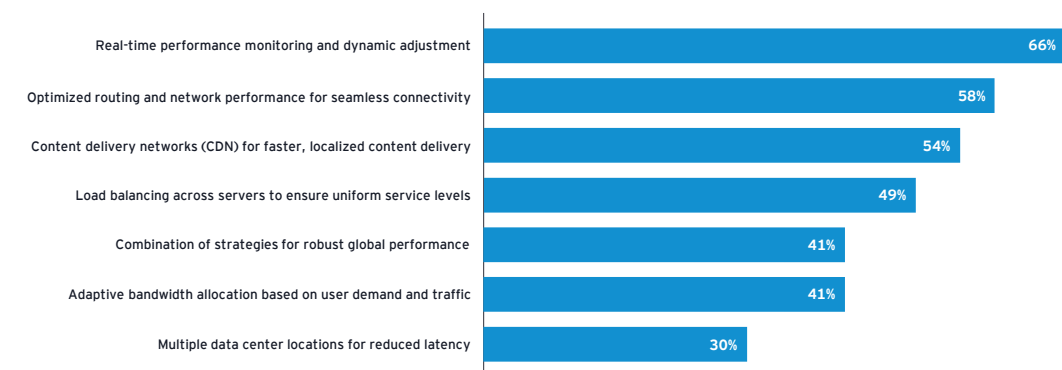 Real-time performance monitoring and dynamic adjustment 66%
Optimized routing and network performance for seamless connectivity 58%
Content delivery networks (CDN) for faster, localized content delivery 54%
Load balancing across servers to ensure uniform service levels 49%
Combination of strategies for robust global performance 41%
Adaptive bandwidth allocation based on user demand and traffic 41%
Multiple data center locations for reduced latency 30%